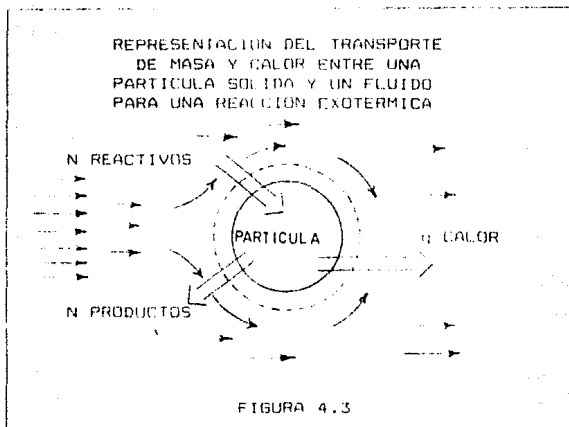 REPRESENTACION DEL TRANSPORTE
DE MASA Y CALOR ENTRE UNA
PARTICULA SOLIDA Y UN FLUIDO
PARA UNA REACCION EXOTERMICA
N REACTIVOS
PARTICULA
q CALOR
N PRODUCTOS
FIGURA 4.3